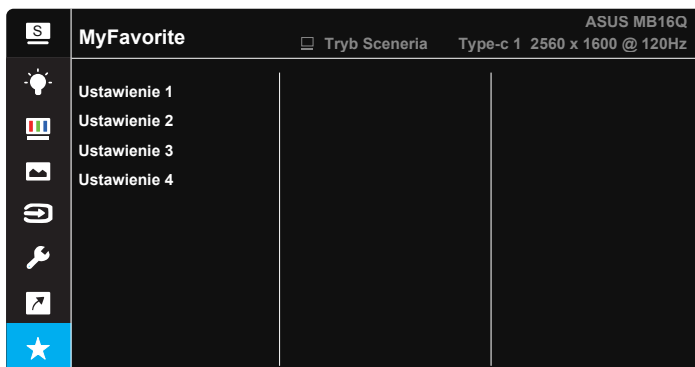 S
ASUS MB16Q
MyFavorite
Tryb Sceneria Type-c 1 2560 x 1600 @ 120Hz
Ustawienie 1
Ustawienie 2
Ustawienie 3
Ustawienie 4